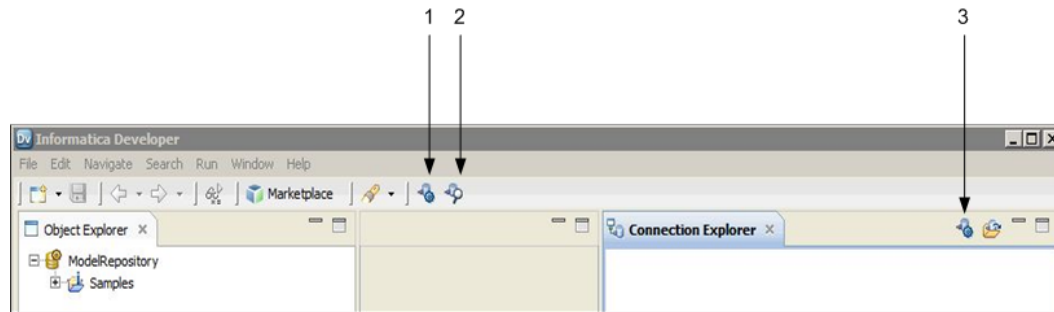 1 2 3
Dv Informatica Developer
File Edit Navigate Search Run Window Help
Marketplace
Object Explorer Connection Explorer
ModelRepository
Samples